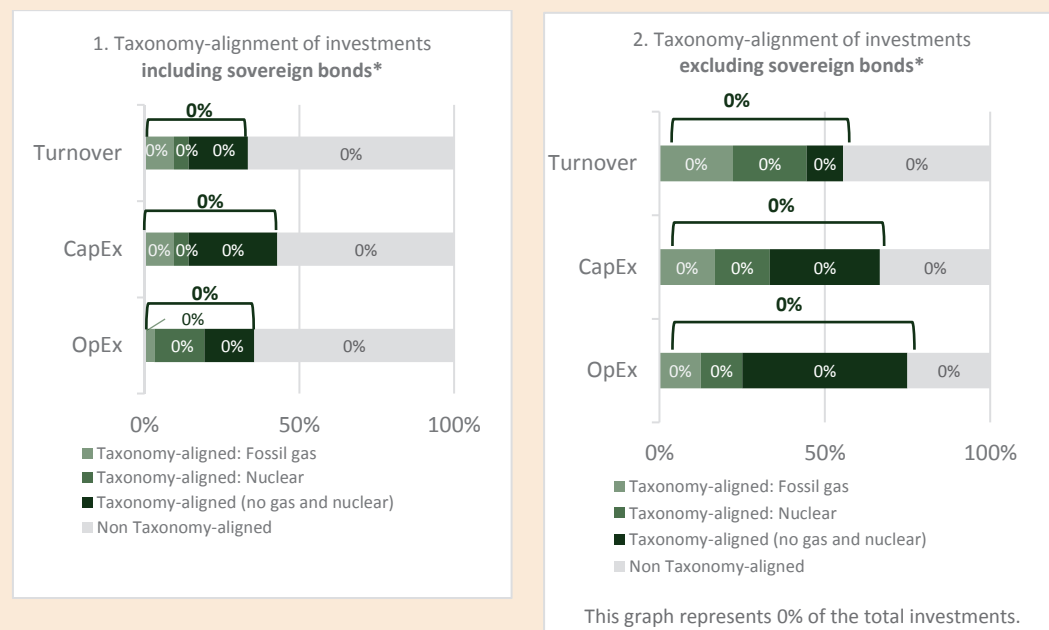 1. Taxonomy-alignment of investments
including sovereign bonds*
0%
Turnover
0% 0% 0% 0%
0%
CapEx
0% 0% 0% 0%
0%
0%
OpEx
0% 0% 0%
0% 50% 100%
Taxonomy-aligned: Fossil gas
Taxonomy-aligned: Nuclear
Taxonomy-aligned (no gas and nuclear)
Non Taxonomy-aligned
2. Taxonomy-alignment of investments
excluding sovereign bonds*
0%
Turnover
0% 0% 0% 0%
0%
CapEx
0% 0% 0% 0%
0%
OpEx
0% 0% 0% 0%
0% 50% 100%
Taxonomy-aligned: Fossil gas
Taxonomy-aligned: Nuclear
Taxonomy-aligned (no gas and nuclear)
Non Taxonomy-aligned
This graph represents 0% of the total investments.